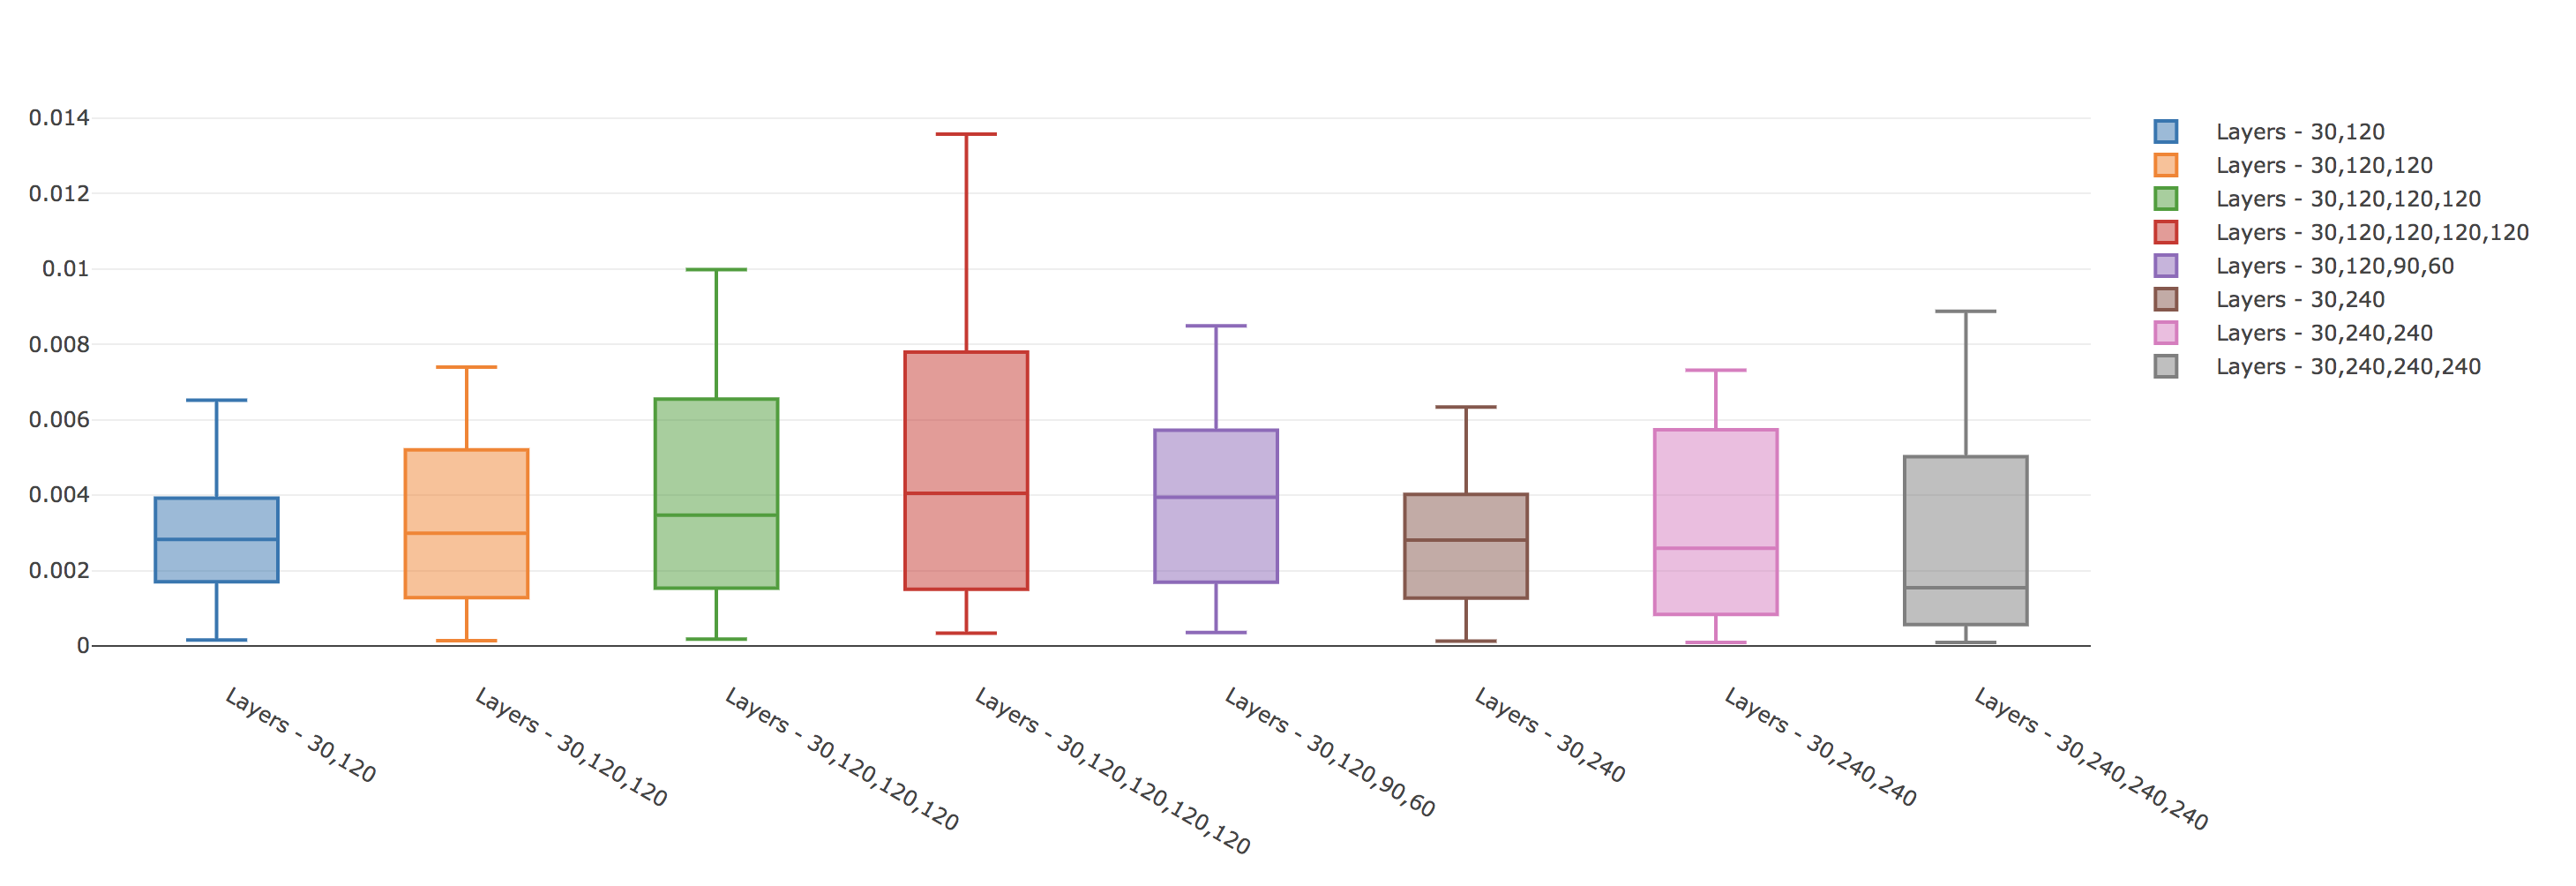 0.014
0.012
0.01
0.008
0.006
0.004
0.002
0
Layers - 30,120
Layers - 30,120,120
Layers - 30,120,120,120
Layers - 30,120,120,120,120
Layers - 30,120,90,60
Layers - 30,240
Layers - 30,240,240
Layers - 30,240,240,240
Layers - 30,120
Layers - 30,120,120
Layers - 30,120,120,120
Layers - 30,120,120,120,120
Layers - 30,120,90,60
Layers - 30,240
Layers - 30,240,240
Layers - 30,240,240,240